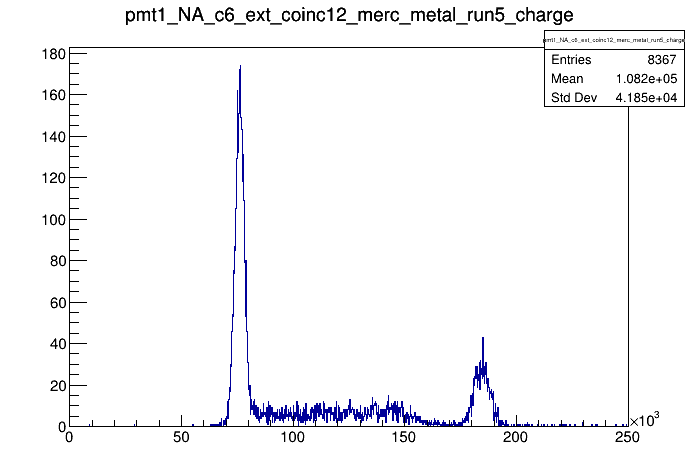 pmt1_NA_c6_ext_coinc12_merc_metal_run5_charge
pmt1_NA_c6_ext_coinc12_merc_metal_run5_charge
Entries 8367
Mean 1.082e+05
Std Dev 4.185e+04
180
160
140
120
100
80
60
40
20
0
0 50 100 150 200 250
×10³